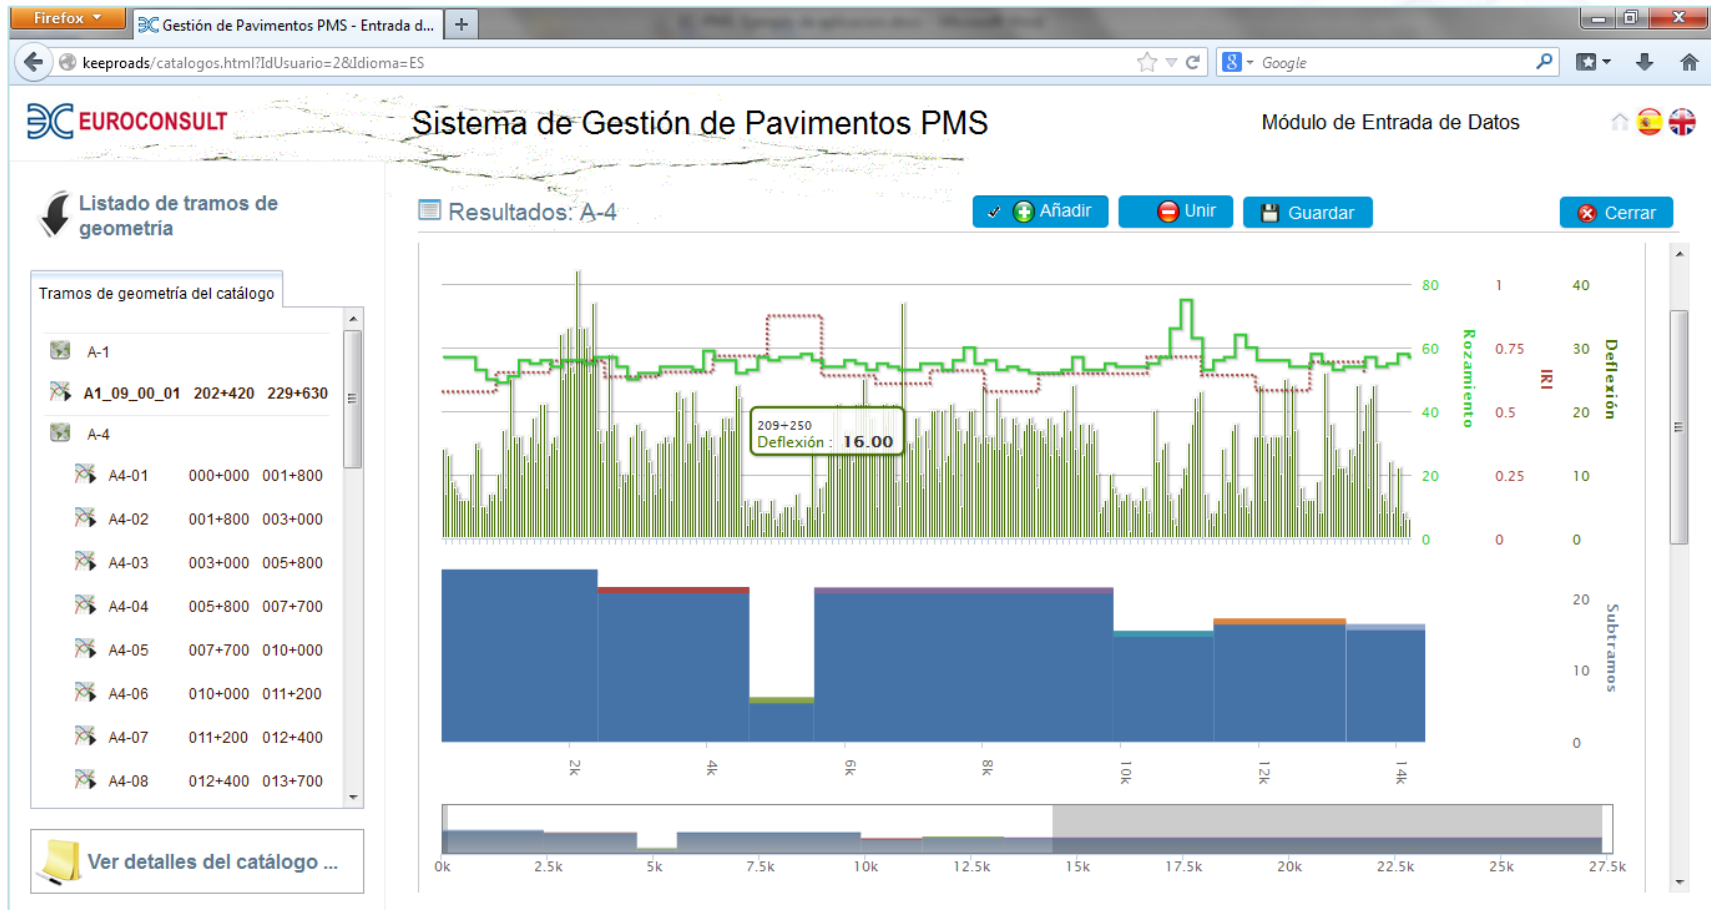 Firefox
Gestión de Pavimentos PMS - Entrada d...
keeproads/catalogos.html?IdUsuario=2&Idioma=ES
Google
EUROCONSULT
Sistema de Gestión de Pavimentos PMS
Módulo de Entrada de Datos
Listado de tramos de
geometría
Resultados: A-4
Añadir
Unir
Guardar
Cerrar
Tramos de geometría del catálogo
A-1
A1_09_00_01 202+420 229+630
A-4
A4-01 000+000 001+800
A4-02 001+800 003+000
A4-03 003+000 005+800
A4-04 005+800 007+700
A4-05 007+700 010+000
A4-06 010+000 011+200
A4-07 011+200 012+400
A4-08 012+400 013+700
Ver detalles del catálogo ...
80 1 40
60 0.75 30
40 0.5 20
20 0.25 10
0 0 0
Rozamiento
IRI
Deflexión
209+250
Deflexión : 16.00
20
10
0
Subtramos
2k 4k 6k 8k 10k 12k 14k
0k 2.5k 5k 7.5k 10k 12.5k 15k 17.5k 20k 22.5k 25k 27.5k